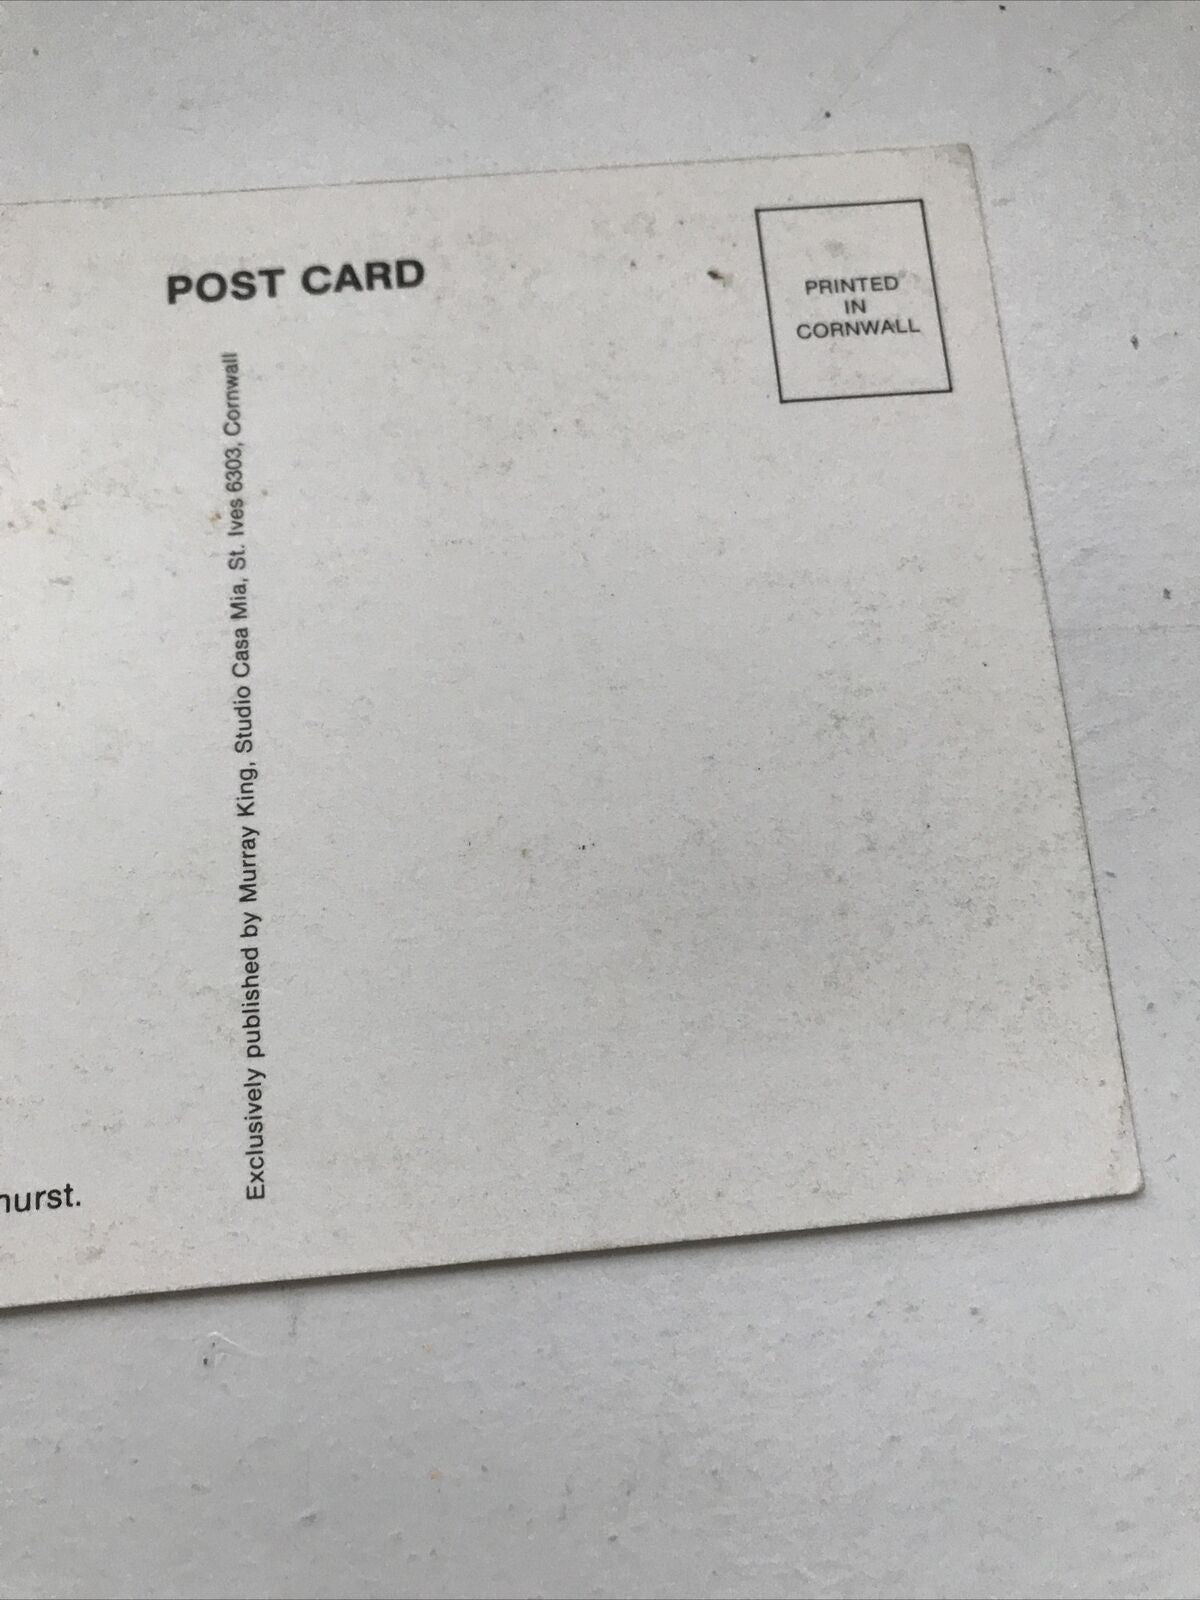 POST CARD
PRINTED
IN
CORNWALL
Exclusively published by Murray King, Studio Casa Mia, St. Ives 6303, Cornwall
hurst.